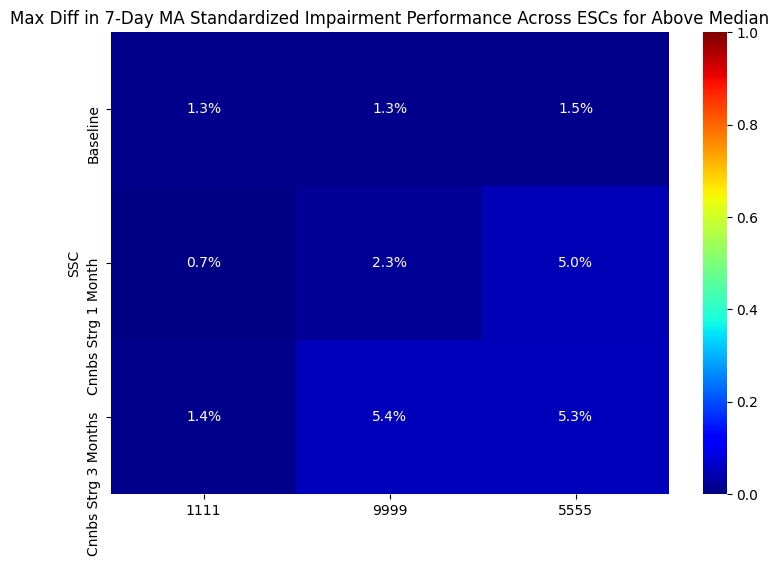 Max Diff in 7-Day MA Standardized Impairment Performance Across ESCs for Above Median
SSC
Baseline
1.3% 1.3% 1.5%
Cnnbs Strg 1 Month
0.7% 2.3% 5.0%
Cnnbs Strg 3 Months
1.4% 5.4% 5.3%
1111 9999 5555
1.0
0.8
0.6
0.4
0.2
0.0